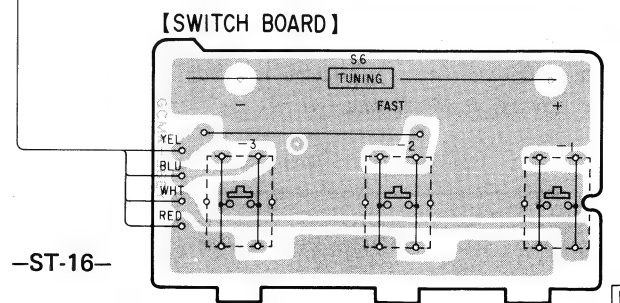 【SWITCH BOARD】
S6
TUNING
− FAST +
YEL
BLU
WHT
RED
−3 −2 −1
—ST-16—